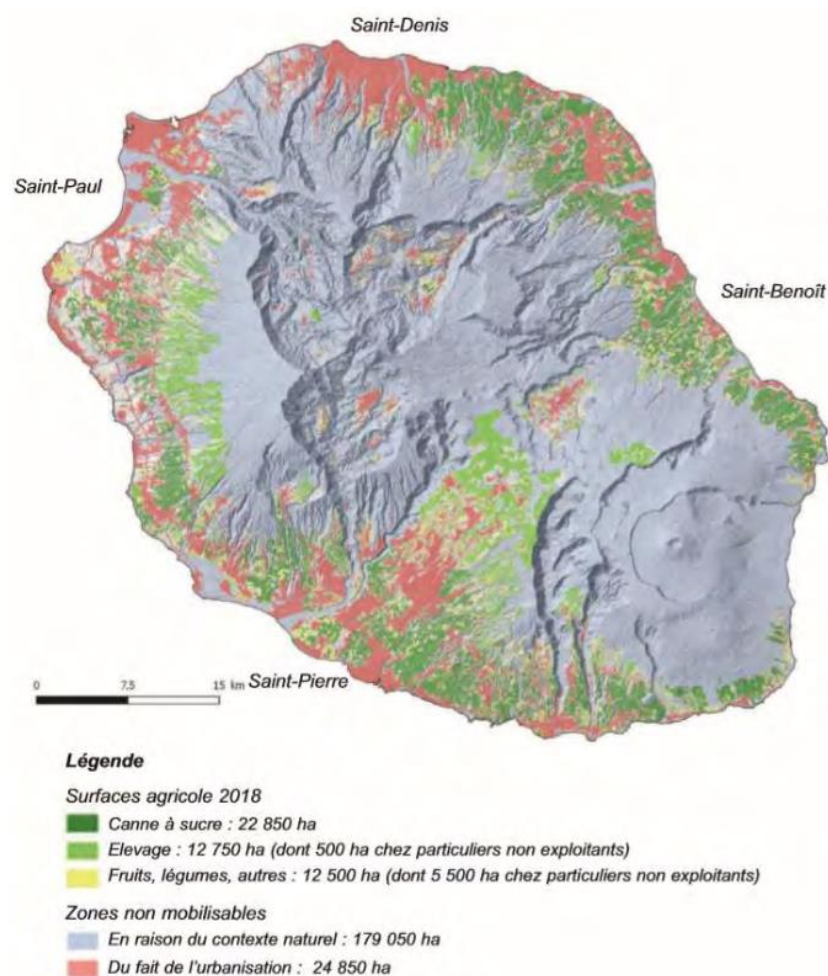 Saint-Denis
Saint-Paul
Saint-Benoît
0 7.5 15 km
Saint-Pierre
Légende
Surfaces agricole 2018
Canne à sucre : 22 850 ha
Elevage : 12 750 ha (dont 500 ha chez particuliers non exploitants)
Fruits, légumes, autres : 12 500 ha (dont 5 500 ha chez particuliers non exploitants)
Zones non mobilisables
En raison du contexte naturel : 179 050 ha
Du fait de l'urbanisation : 24 850 ha